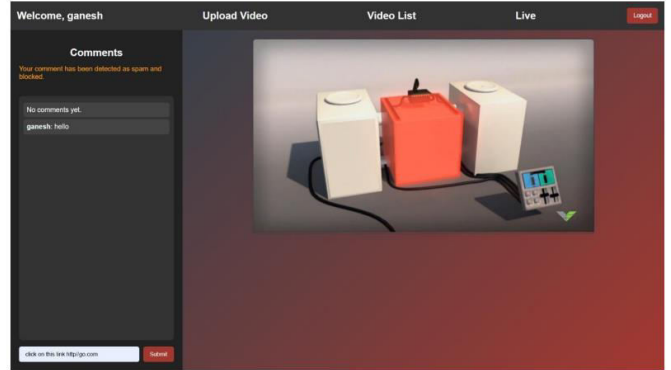 Welcome, ganesh
Upload Video
Video List
Live
Logout
Comments
Your comment has been detected as spam and
blocked.
No comments yet.
ganesh: hello
click on this link http//go.com
Submit